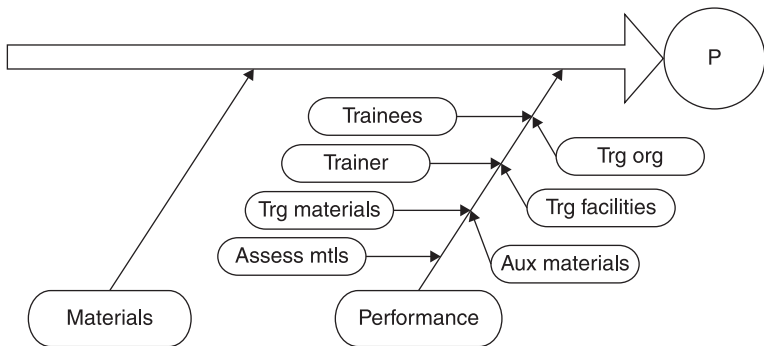 P
Trainees
Trg org
Trainer
Trg facilities
Trg materials
Assess mtls
Aux materials
Materials
Performance